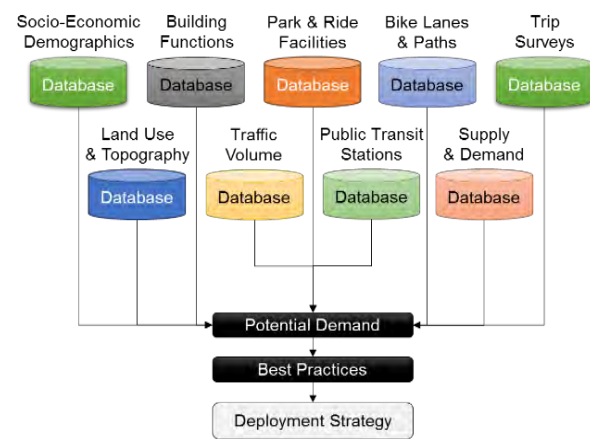 Socio-Economic
Demographics
Building
Functions
Park & Ride
Facilities
Bike Lanes
& Paths
Trip
Surveys
Database
Database
Database
Database
Database
Land Use
& Topography
Traffic
Volume
Public Transit
Stations
Supply
& Demand
Database
Database
Database
Database
Potential Demand
Best Practices
Deployment Strategy